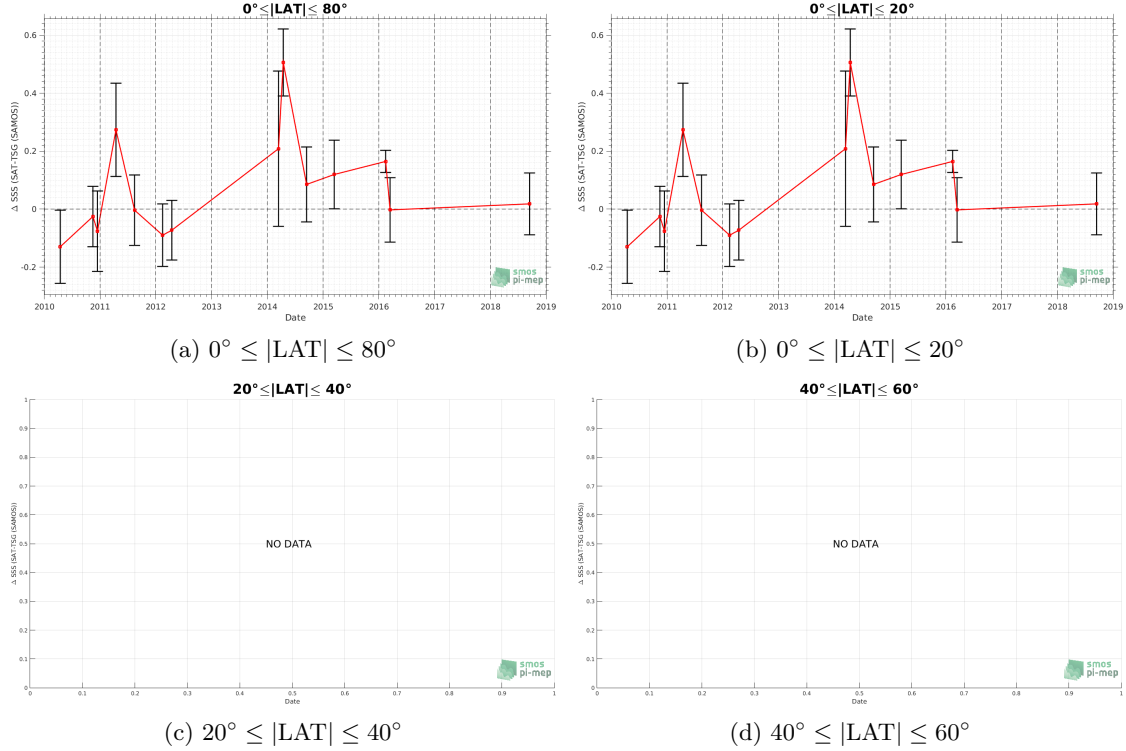 0°≤|LAT|≤ 80°
Δ SSS (SAT-TSG (SAMOS))
0.6
0.4
0.2
0
-0.2
2010 2011 2012 2013 2014 2015 2016 2017 2018 2019
Date
smos
pi-mep
(a) 0° ≤ |LAT| ≤ 80°
0°≤|LAT|≤ 20°
Δ SSS (SAT-TSG (SAMOS))
0.6
0.4
0.2
0
-0.2
2010 2011 2012 2013 2014 2015 2016 2017 2018 2019
Date
smos
pi-mep
(b) 0° ≤ |LAT| ≤ 20°
20°≤|LAT|≤ 40°
Δ SSS (SAT-TSG (SAMOS))
1
0.9
0.8
0.7
0.6
0.5
0.4
0.3
0.2
0.1
0
NO DATA
0 0.1 0.2 0.3 0.4 0.5 0.6 0.7 0.8 0.9 1
Date
smos
pi-mep
(c) 20° ≤ |LAT| ≤ 40°
40°≤|LAT|≤ 60°
Δ SSS (SAT-TSG (SAMOS))
1
0.9
0.8
0.7
0.6
0.5
0.4
0.3
0.2
0.1
0
NO DATA
0 0.1 0.2 0.3 0.4 0.5 0.6 0.7 0.8 0.9 1
Date
smos
pi-mep
(d) 40° ≤ |LAT| ≤ 60°